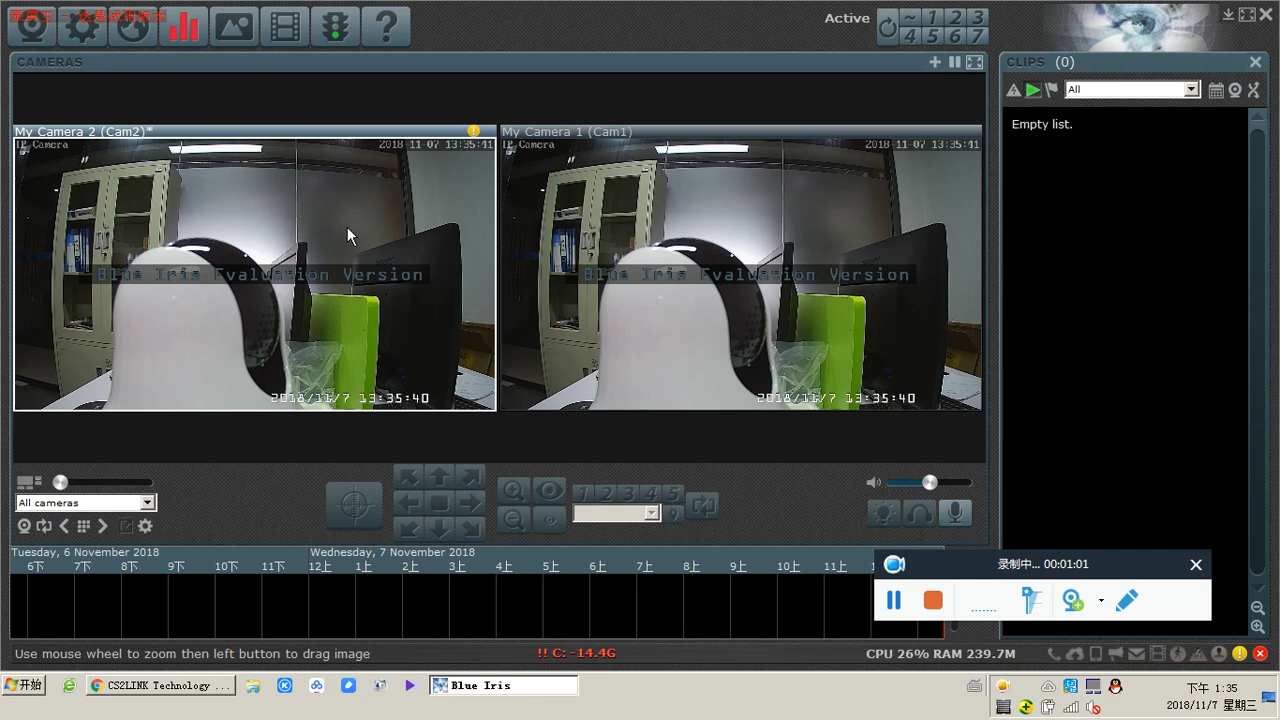 Active
1 2 3
4 5 6 7
CAMERAS
CLIPS (0)
All
Empty list.
My Camera 2 (Cam2)*
My Camera 1 (Cam1)
IP Camera
2018-11-07 13:35:41
IP Camera
2018-11-07 13:35:41
Blue Iris Evaluation Version
Blue Iris Evaluation Version
2018/11/7 13:35:40
2018/11/7 13:35:40
1 2 3 4 5
9
All cameras
Tuesday, 6 November 2018
Wednesday, 7 November 2018
6下 7下 8下 9下 10下 11下 12上 1上 2上 3上 4上 5上 6上 7上 8上 9上 10上 11上
录制中... 00:01:01
Use mouse wheel to zoom then left button to drag image
!! C: -14.4G
CPU 26% RAM 239.7M
开始
CS2LINK Technology ...
Blue Iris
下午 1:35
2018/11/7 星期三